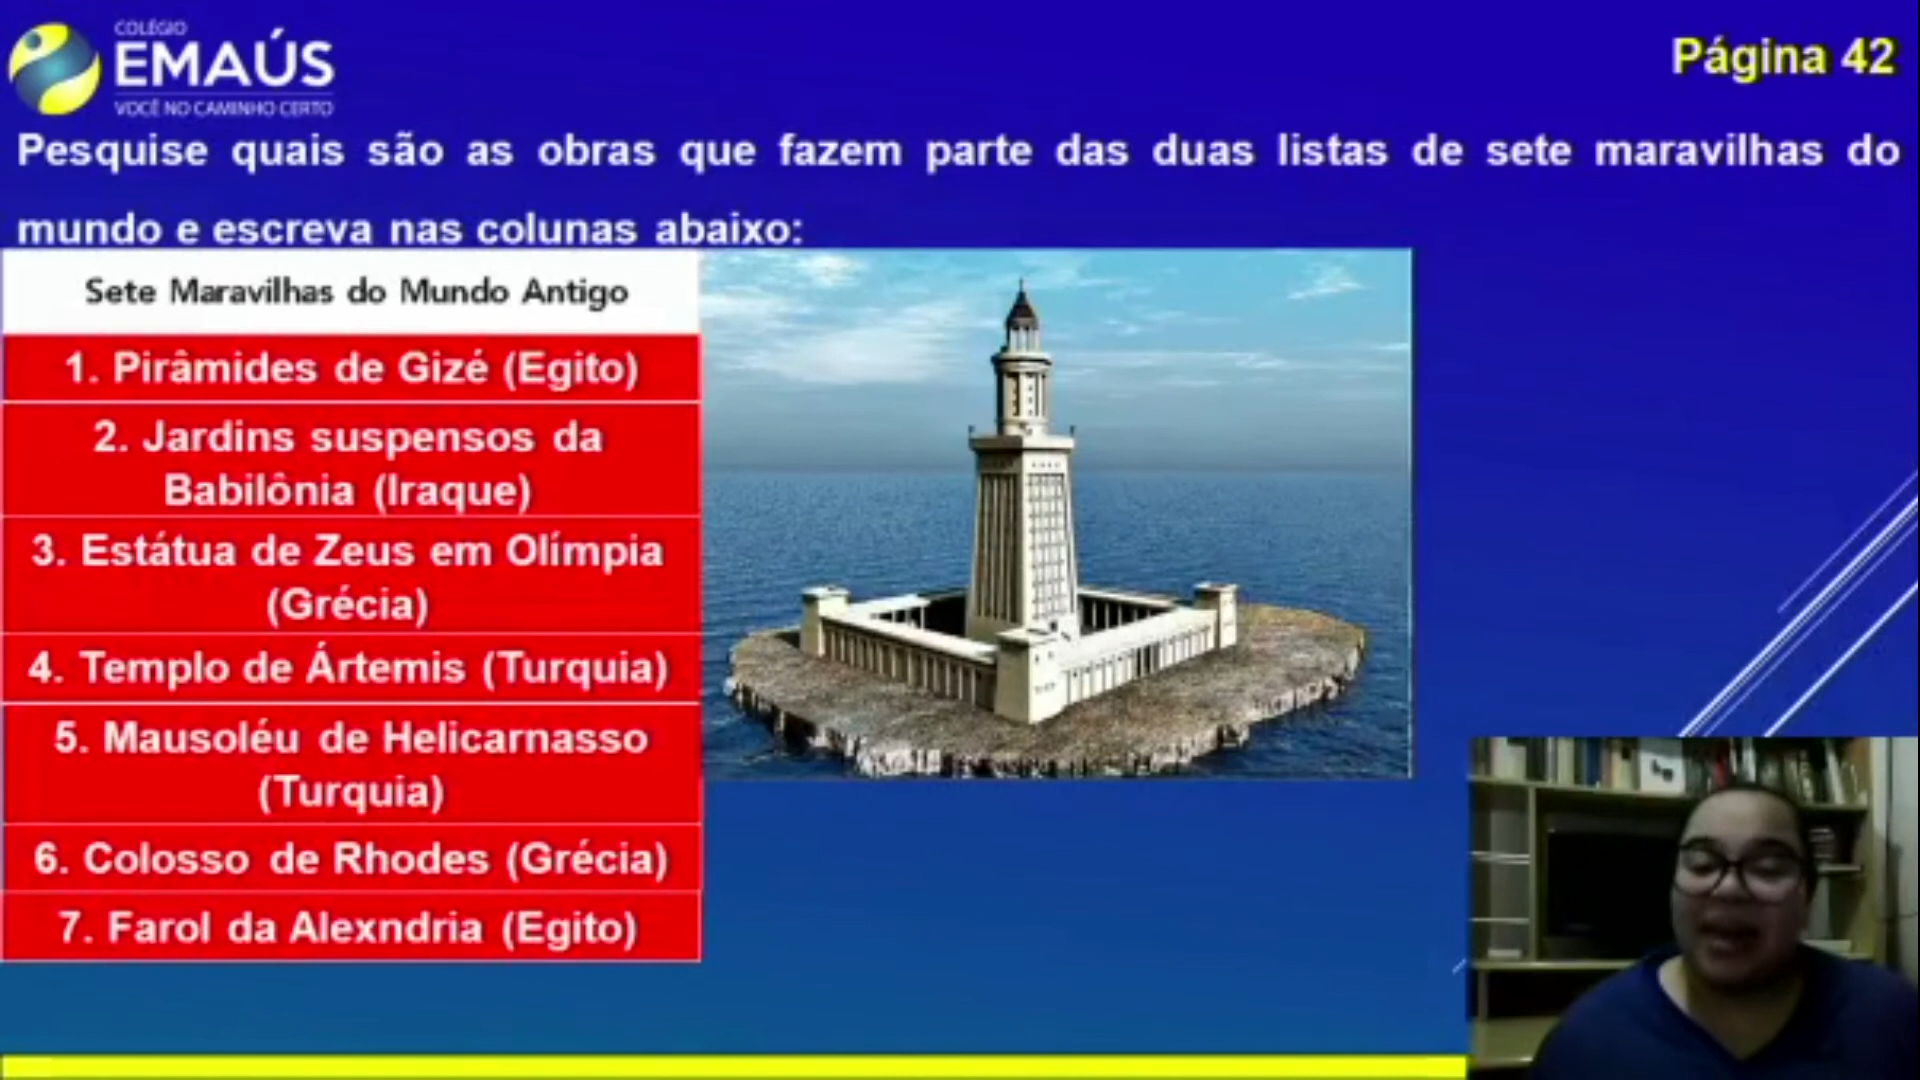 COLÉGIO
EMAÚS
VOCÊ NO CAMINHO CERTO
Página 42
Pesquise quais são as obras que fazem parte das duas listas de sete maravilhas do
mundo e escreva nas colunas abaixo:
Sete Maravilhas do Mundo Antigo
1. Pirâmides de Gizé (Egito)
2. Jardins suspensos da
Babilônia (Iraque)
3. Estátua de Zeus em Olímpia
(Grécia)
4. Templo de Ártemis (Turquia)
5. Mausoléu de Helicarnasso
(Turquia)
6. Colosso de Rhodes (Grécia)
7. Farol da Alexndria (Egito)